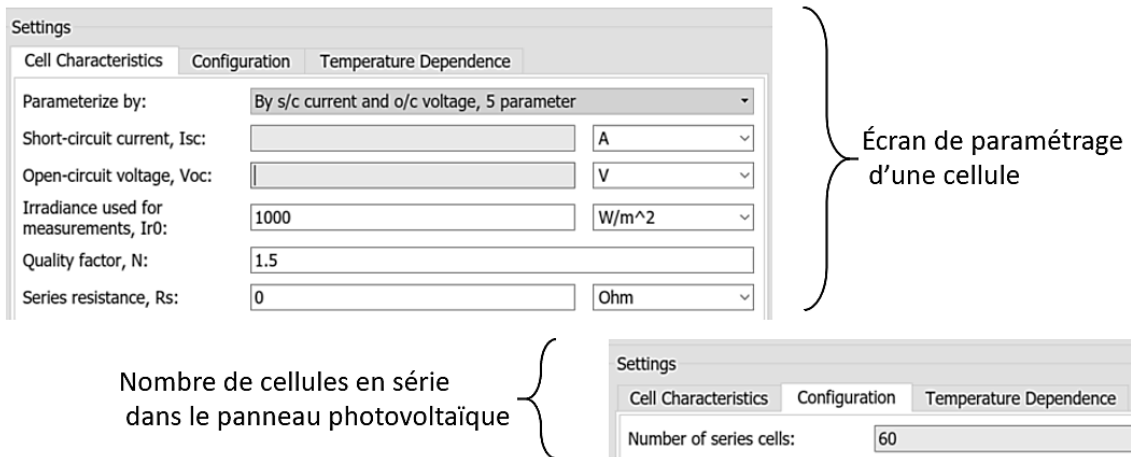 Settings
Cell Characteristics Configuration Temperature Dependence
Parameterize by: By s/c current and o/c voltage, 5 parameter
Short-circuit current, Isc: A
Open-circuit voltage, Voc: V
Irradiance used for
measurements, Ir0: 1000 W/m^2
Quality factor, N: 1.5
Series resistance, Rs: 0 Ohm
Écran de paramétrage
d’une cellule
Nombre de cellules en série
dans le panneau photovoltaïque
Settings
Cell Characteristics Configuration Temperature Dependence
Number of series cells: 60